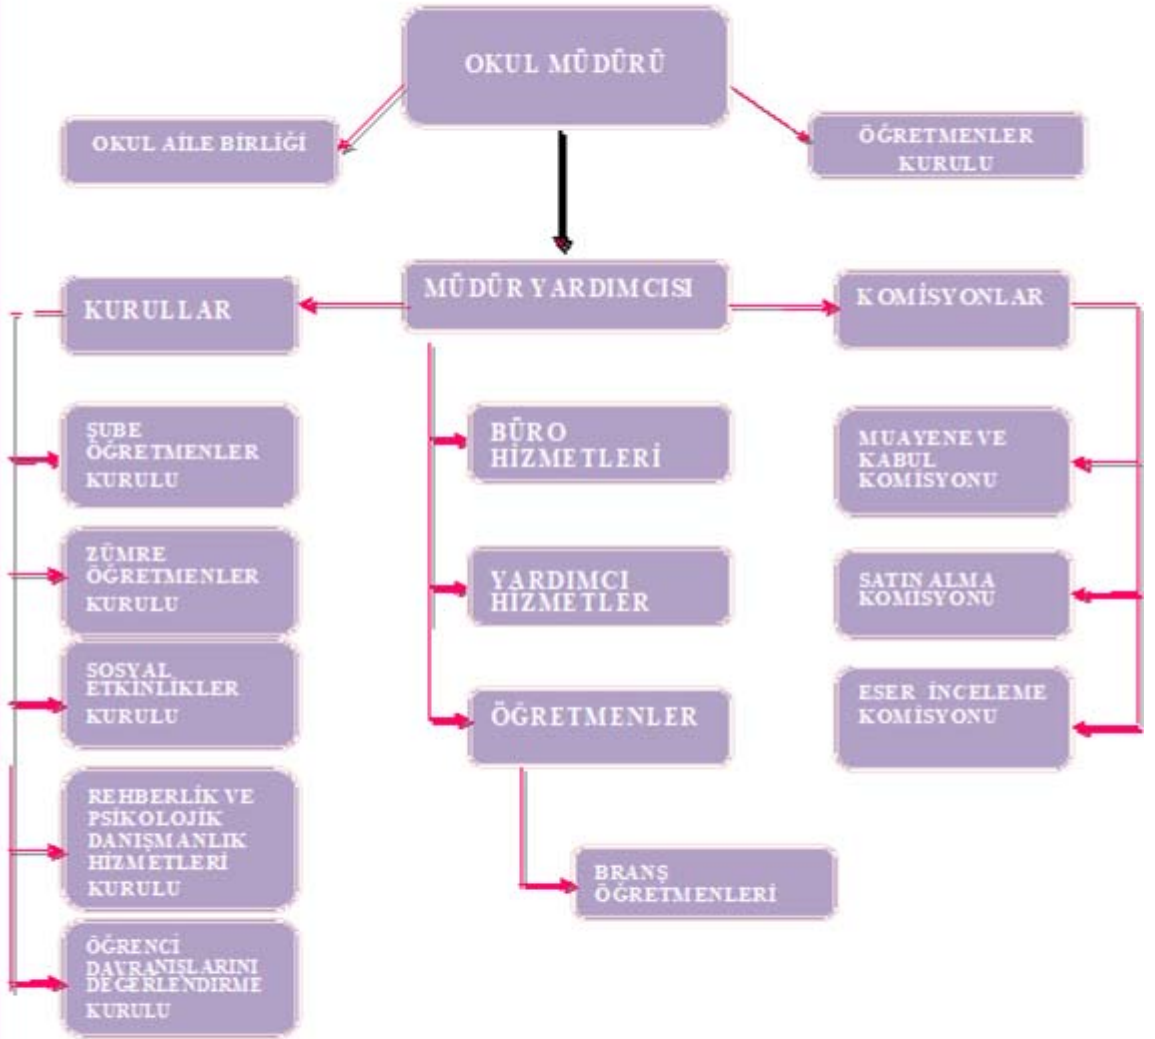 OKUL MÜDÜRÜ
OKUL AİLE BİRLİĞİ
ÖĞRETMENLER
KURULU
KURULLAR
MÜDÜR YARDIMCISI
KOMİSYONLAR
ŞUBE
ÖĞRETMENLER
KURULU
ZÜMRE
ÖĞRETMENLER
KURULU
SOSYAL
ETKİNLİKLER
KURULU
REHBERLİK VE
PSİKOLOJİK
DANIŞMANLIK
HİZMETLERİ
KURULU
ÖĞRENCİ
DAVRANIŞLARINI
DEĞERLENDİRME
KURULU
BÜRO
HİZMETLERİ
YARDIMCI
HİZMETLER
ÖĞRETMENLER
BRANŞ
ÖĞRETMENLERİ
MUAYENE VE
KABUL
KOMİSYONU
SATIN ALMA
KOMİSYONU
ESER İNCELEME
KOMİSYONU